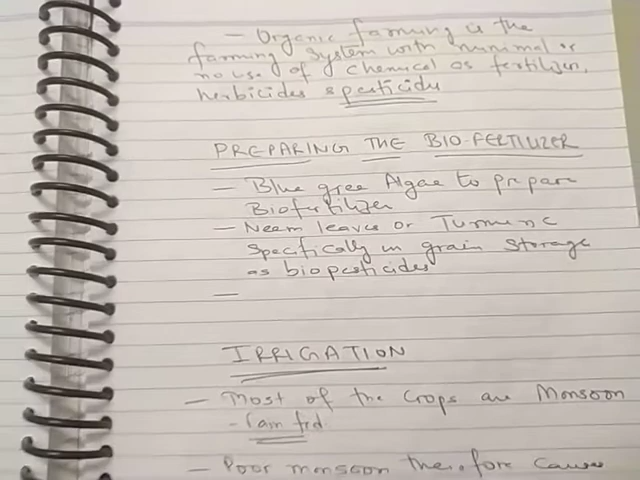 - Organic farming is the
farming system with minimal or
no use of chemical as fertilizer,
herbicides & pesticides
PREPARING THE BIO-FERTILIZER
- Blue gree Algae to prepare
Biofertilizer
- Neem leaves or Turmeric
Specifically in grain storage
as biopesticides
-
IRRIGATION
- Most of the Crops are Monsoon
- rain fed
- Poor monsoon therefore cause